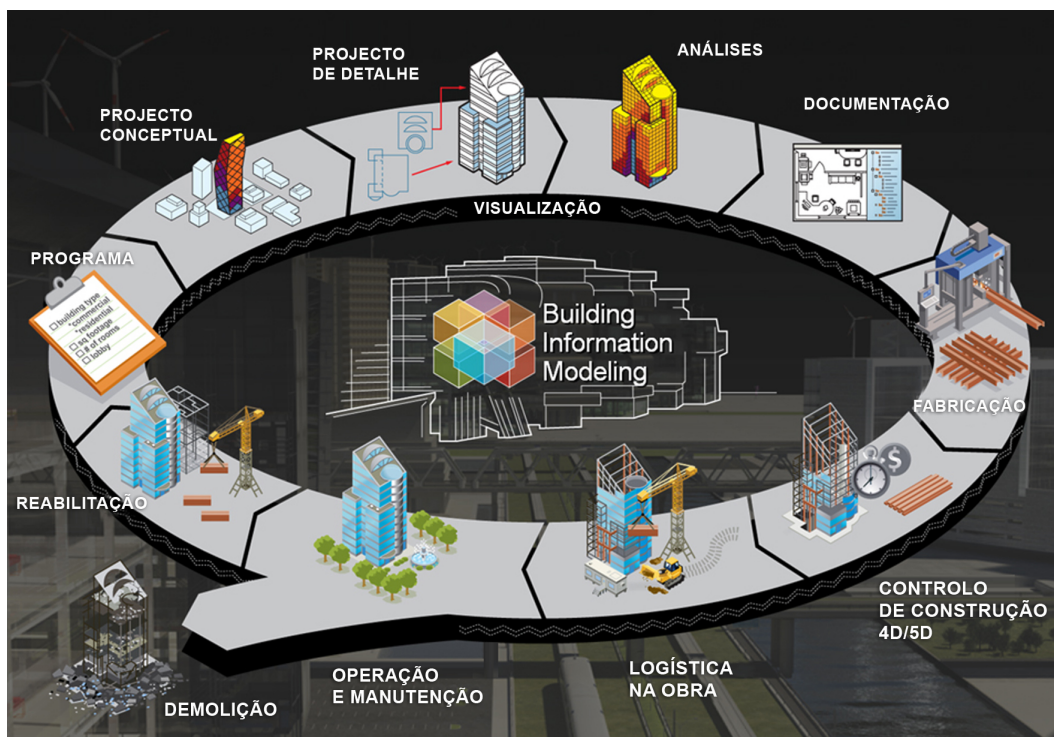 PROJECTO
DE DETALHE
ANÁLISES
DOCUMENTAÇÃO
PROJECTO
CONCEPTUAL
VISUALIZAÇÃO
PROGRAMA
building type
*commercial
*residential
sq footage
# of rooms
lobby
Building
Information
Modeling
FABRICAÇÃO
$
REABILITAÇÃO
CONTROLO
DE CONSTRUÇÃO
4D/5D
OPERAÇÃO
E MANUTENÇÃO
LOGÍSTICA
NA OBRA
DEMOLIÇÃO